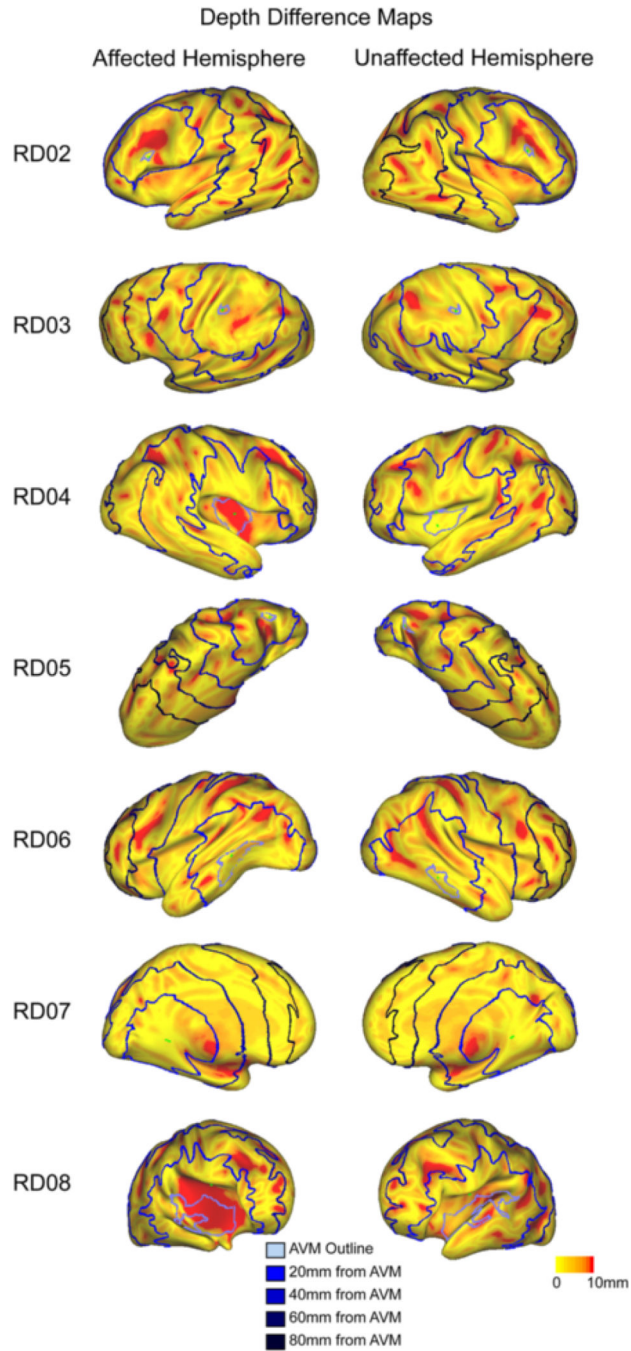 Depth Difference Maps
Affected Hemisphere Unaffected Hemisphere
RD02
RD03
RD04
RD05
RD06
RD07
RD08
AVM Outline
20mm from AVM
40mm from AVM
60mm from AVM
80mm from AVM
0 10mm